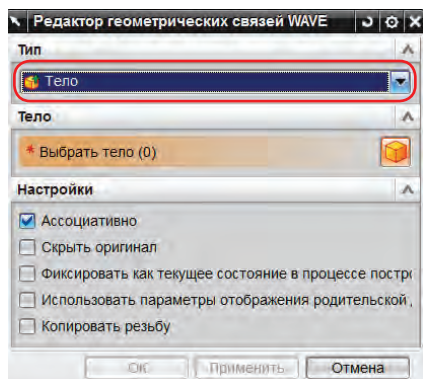 Редактор геометрических связей WAVE
Тип
Тело
Тело
* Выбрать тело (0)
Настройки
Ассоциативно
Скрыть оригинал
Фиксировать как текущее состояние в процессе
Использовать параметры отображения родительской
Копировать резьбу
ОК Применить Отмена